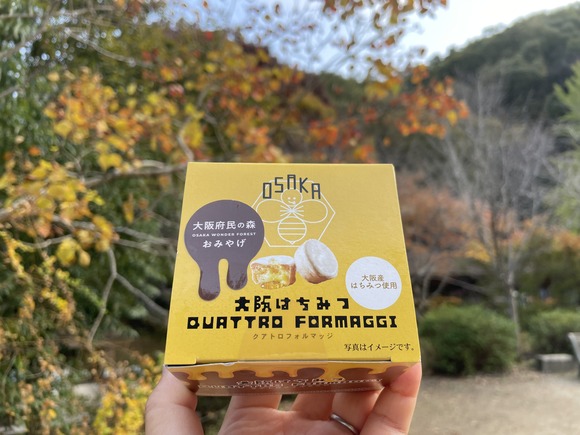 OSAKA
大阪府民の森
OSAKA WONDER FOREST
おみやげ
大阪産
はちみつ使用
大阪はちみつ
QUATTRO FORMAGGI
クアトロフォルマッジ
写真はイメージです。